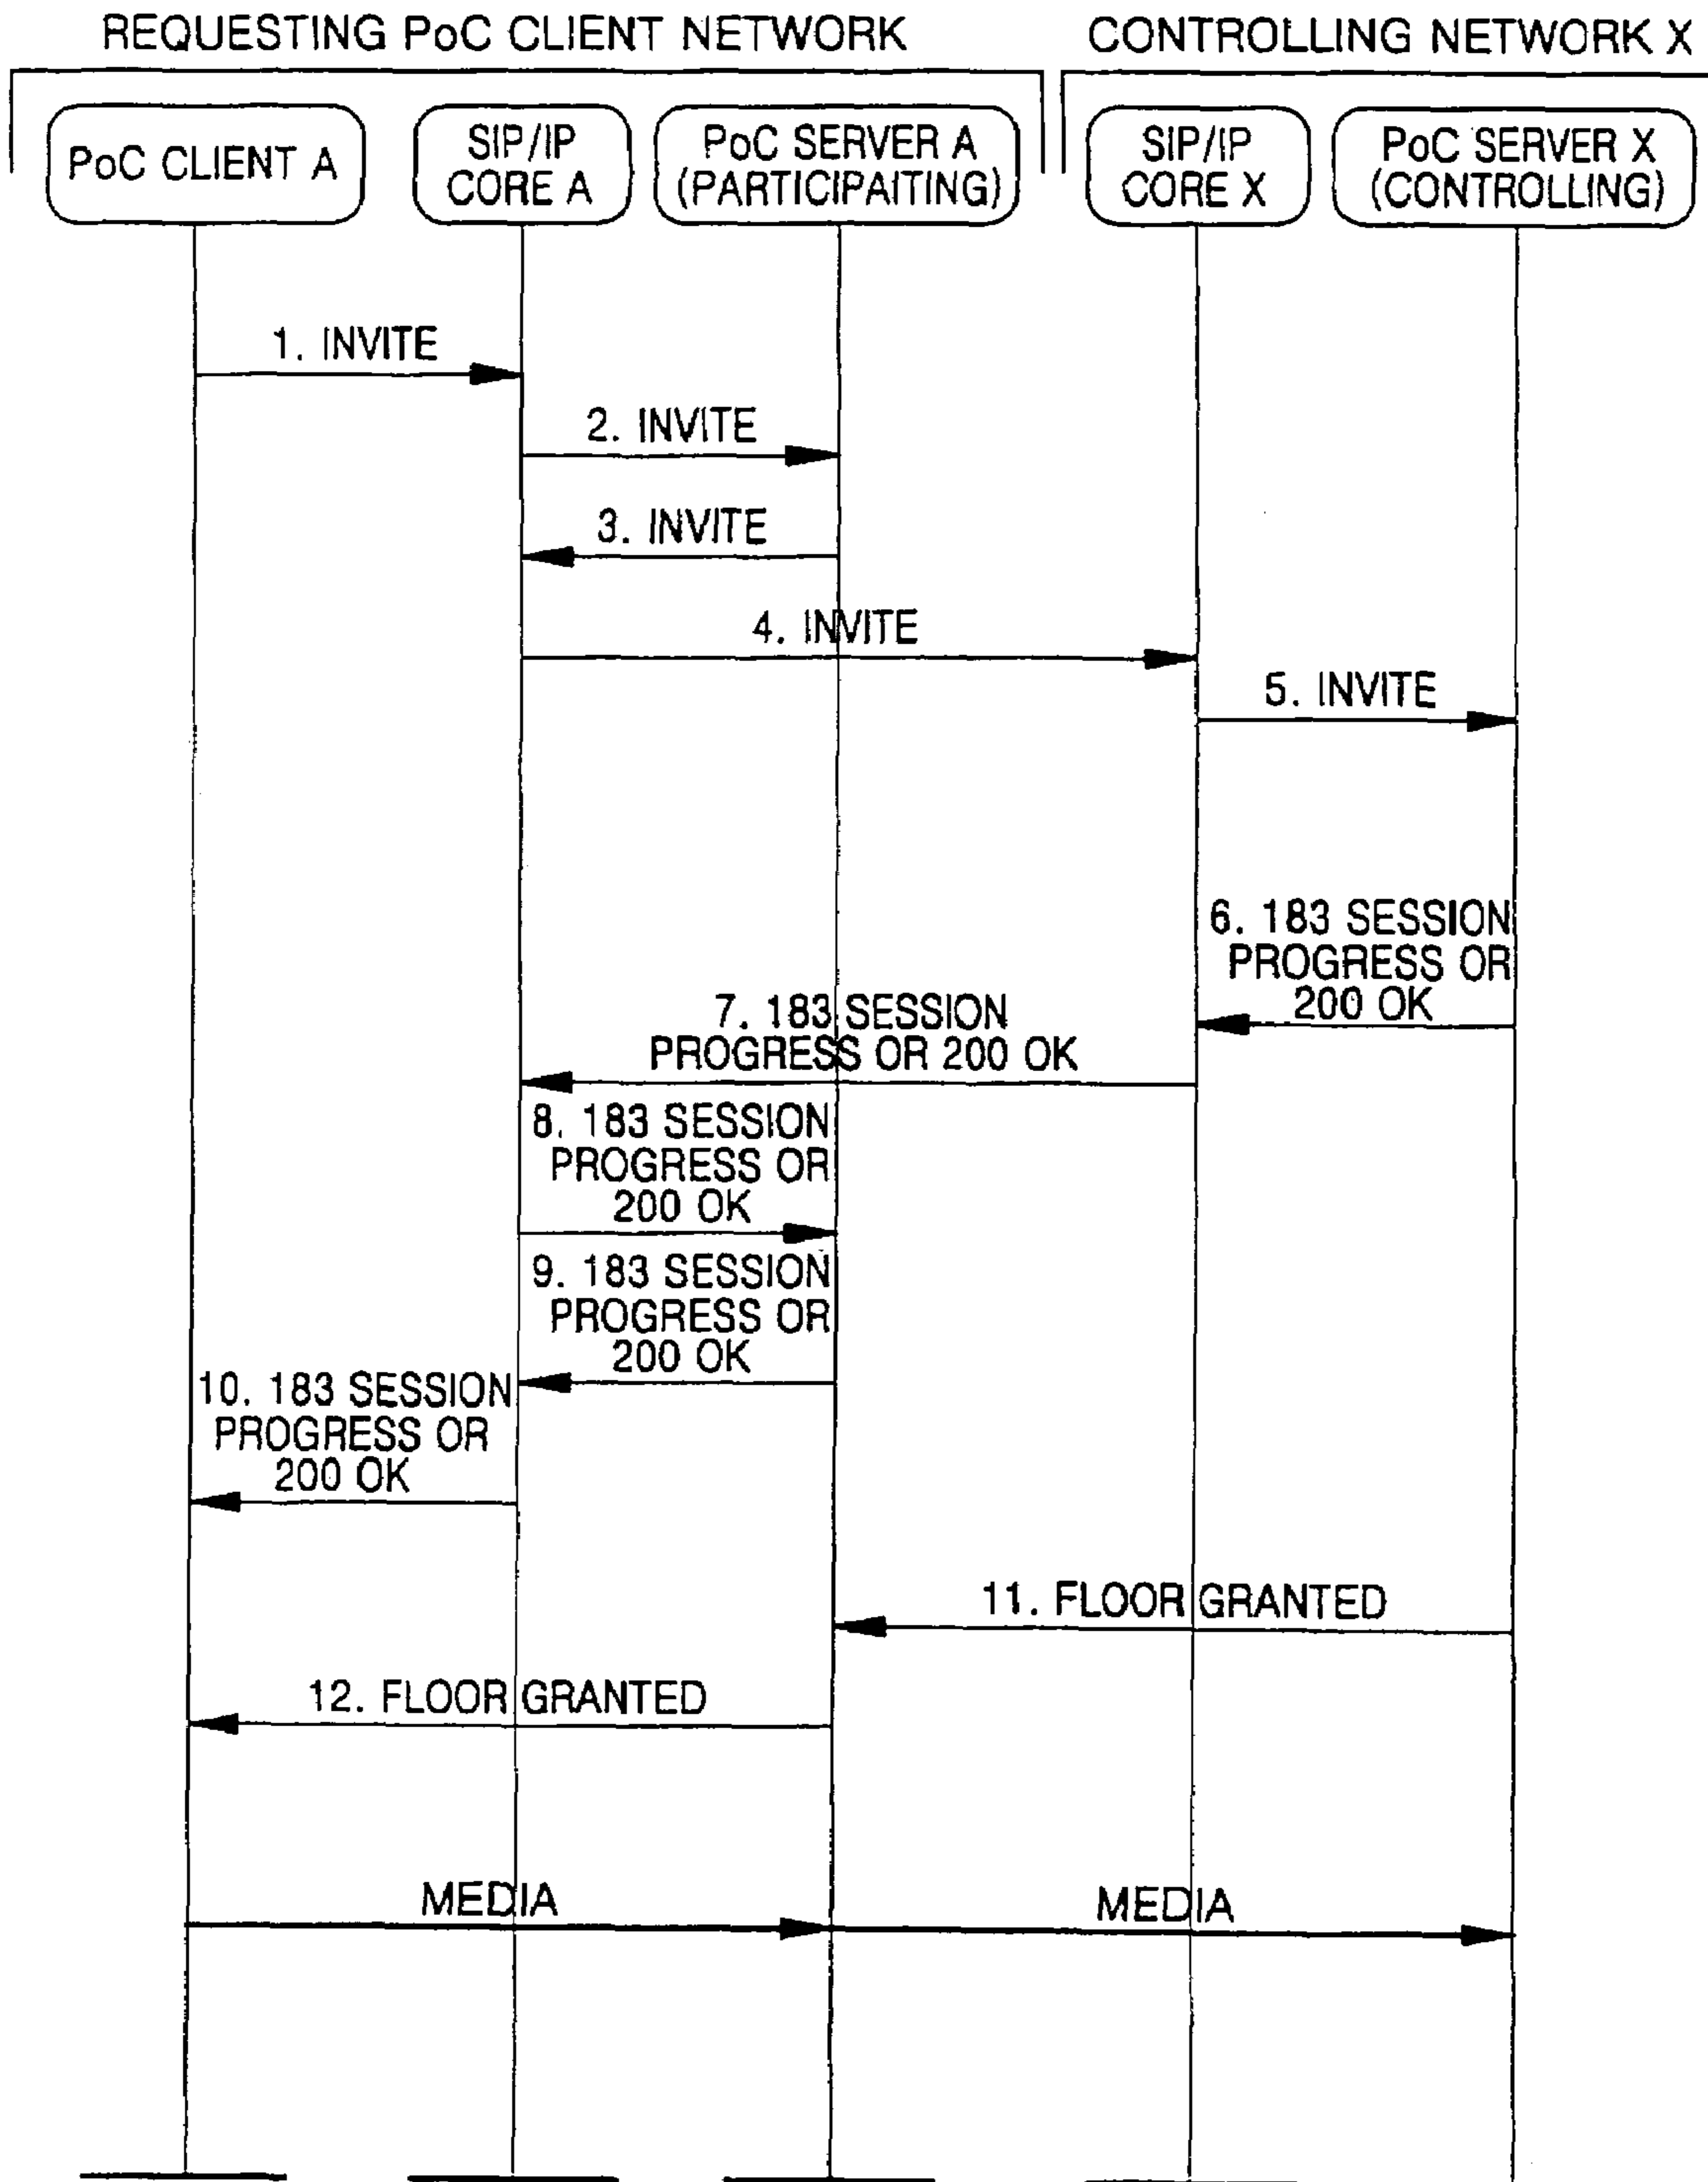 REQUESTING PoC CLIENT NETWORK
CONTROLLING NETWORK X
PoC CLIENT A
SIP/IP
CORE A
PoC SERVER A
(PARTICIPAITING)
SIP/IP
CORE X
PoC SERVER X
(CONTROLLING)
1. INVITE
2. INVITE
3. INVITE
4. INVITE
5. INVITE
6. 183 SESSION
PROGRESS OR
200 OK
7. 183 SESSION
PROGRESS OR 200 OK
8. 183 SESSION
PROGRESS OR
200 OK
9. 183 SESSION
PROGRESS OR
200 OK
10. 183 SESSION
PROGRESS OR
200 OK
11. FLOOR GRANTED
12. FLOOR GRANTED
MEDIA
MEDIA